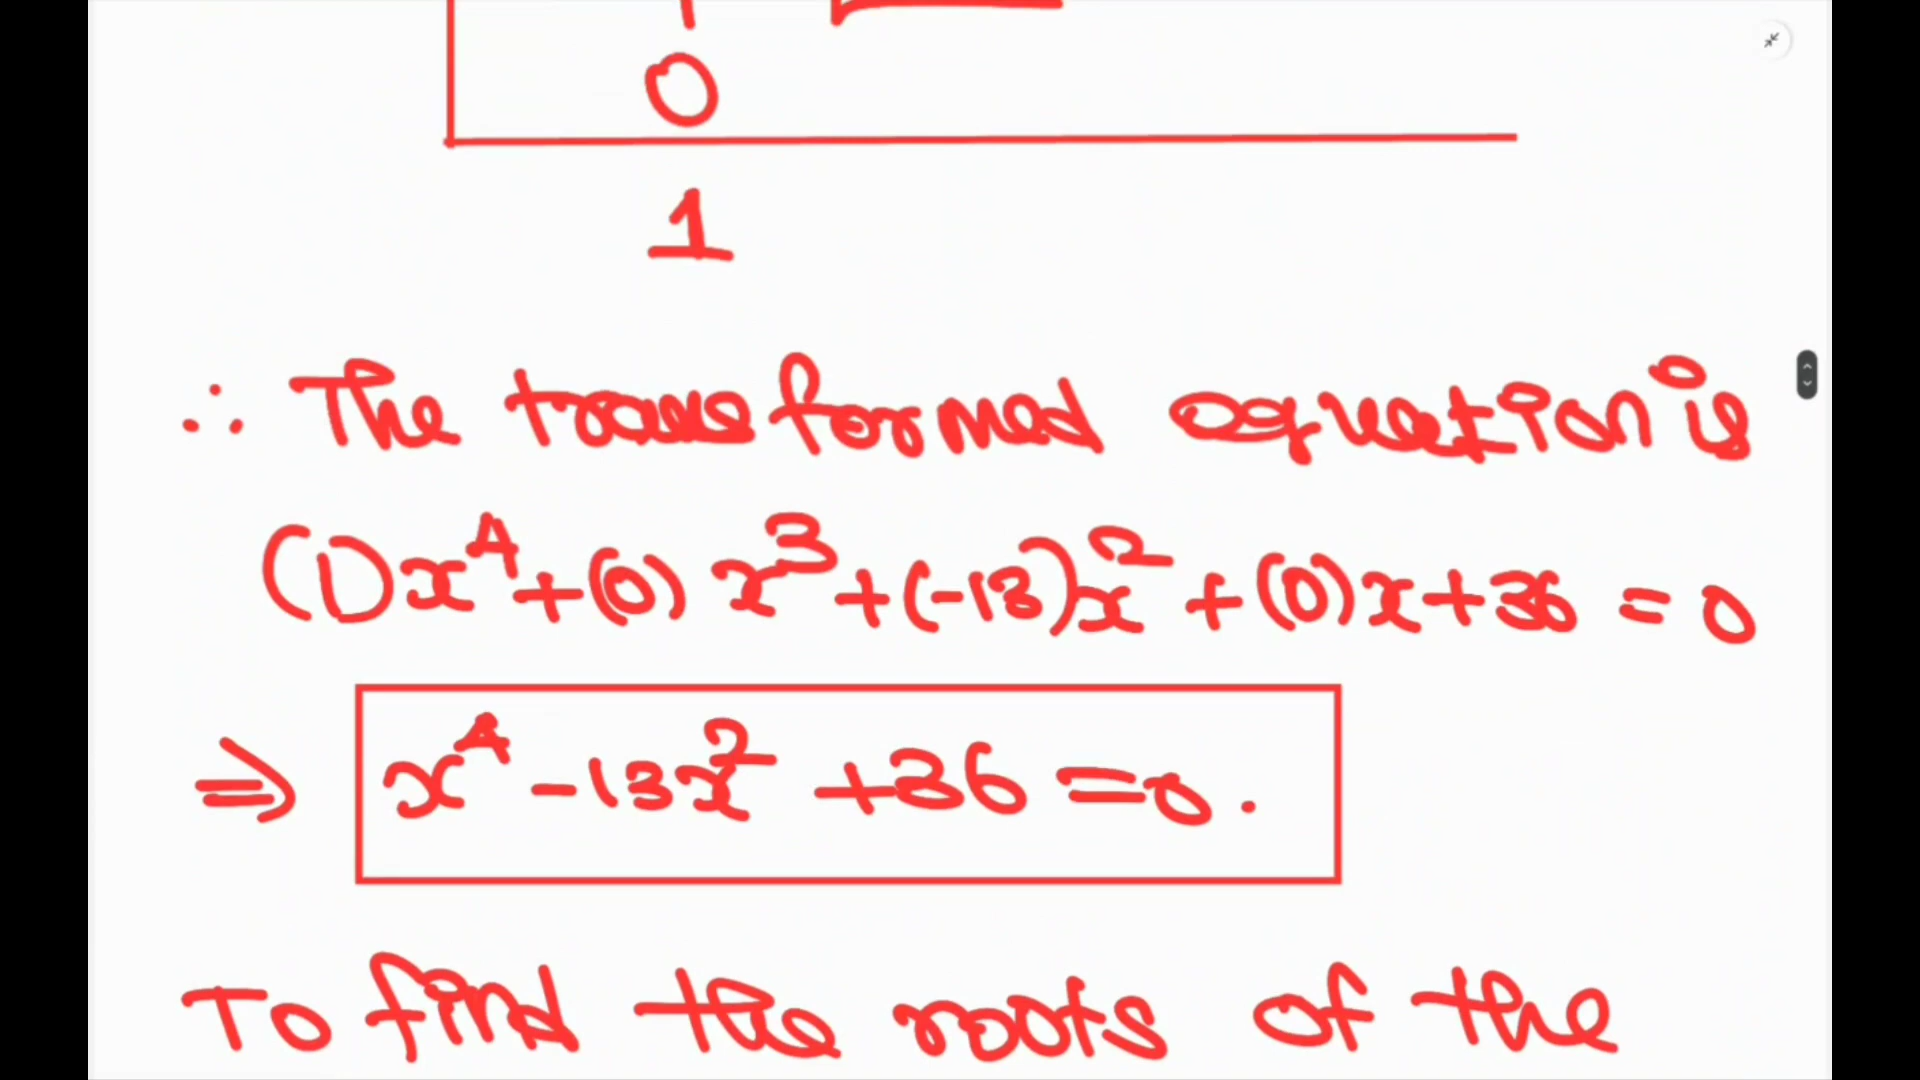 0
1
∴ The transformed equation is
(1)x⁴+(0)x³+(-13)x²+(0)x+36=0
⇒ x⁴-13x²+36=0.
To find the roots of the